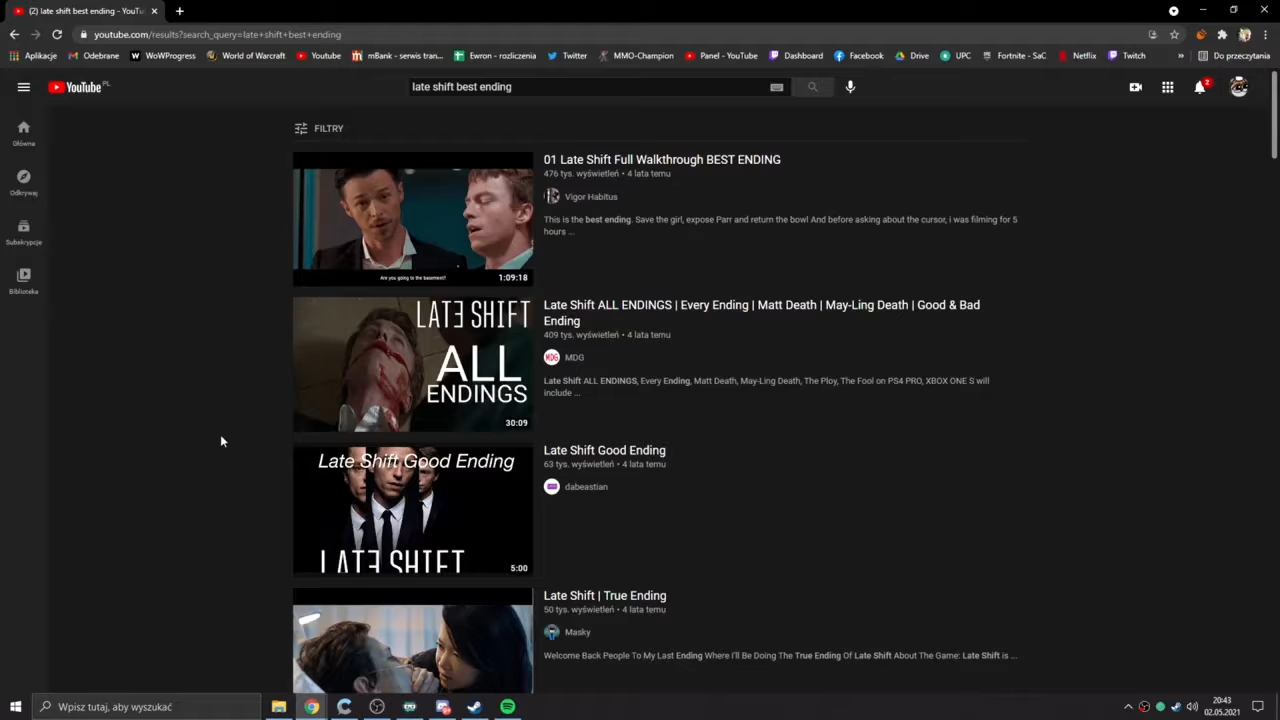 (2) late shift best ending - YouTu
youtube.com/results?search_query=late+shift+best+ending
Aplikacje
Odebrane
WoWProgress
World of Warcraft
Youtube
mBank - serwis tran...
Ewron - rozliczenia
Twitter
MMO-Champion
Panel - YouTube
Dashboard
Facebook
Drive
UPC
Fortnite - SaC
Netflix
Twitch
»
Do przeczytania
YouTube PL
late shift best ending
2
Główna
Odkrywaj
Subskrypcje
Biblioteka
FILTRY
Are you going to the basement?
1:09:18
01 Late Shift Full Walkthrough BEST ENDING
476 tys. wyświetleń • 4 lata temu
Vigor Habitus
This is the best ending. Save the girl, expose Parr and return the bowl And before asking about the cursor, i was filming for 5
hours ...
LATE SHIFT
ALL
ENDINGS
30:09
Late Shift ALL ENDINGS | Every Ending | Matt Death | May-Ling Death | Good & Bad
Ending
409 tys. wyświetleń • 4 lata temu
MDG
MDG
Late Shift ALL ENDINGS, Every Ending, Matt Death, May-Ling Death, The Ploy, The Fool on PS4 PRO, XBOX ONE S will
include ...
Late Shift Good Ending
LATE SHIFT
5:00
Late Shift Good Ending
63 tys. wyświetleń • 4 lata temu
dabeastian
Late Shift | True Ending
50 tys. wyświetleń • 4 lata temu
Masky
Welcome Back People To My Last Ending Where I'll Be Doing The True Ending Of Late Shift About The Game: Late Shift is ...
Wpisz tutaj, aby wyszukać
20:43
02.05.2021